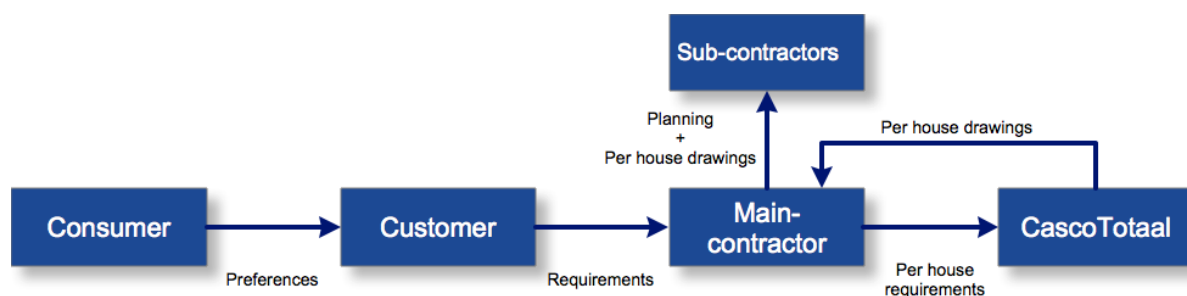 Sub-contractors
Planning
+
Per house drawings
Per house drawings
Consumer
Customer
Main-
contractor
CascoTotaal
Preferences
Requirements
Per house
requirements